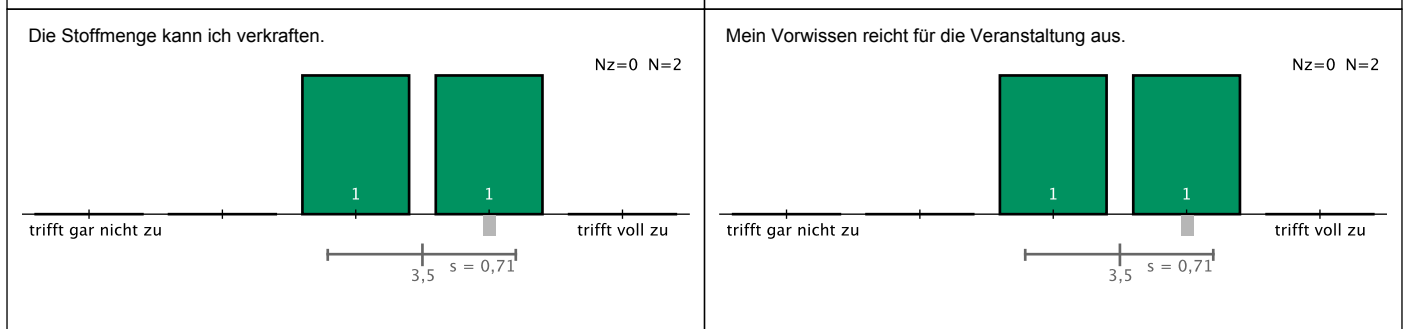 Die Stoffmenge kann ich verkraften.
Nz=0 N=2
1 1
trifft gar nicht zu trifft voll zu
3,5 s = 0,71
Mein Vorwissen reicht für die Veranstaltung aus.
Nz=0 N=2
1 1
trifft gar nicht zu trifft voll zu
3,5 s = 0,71